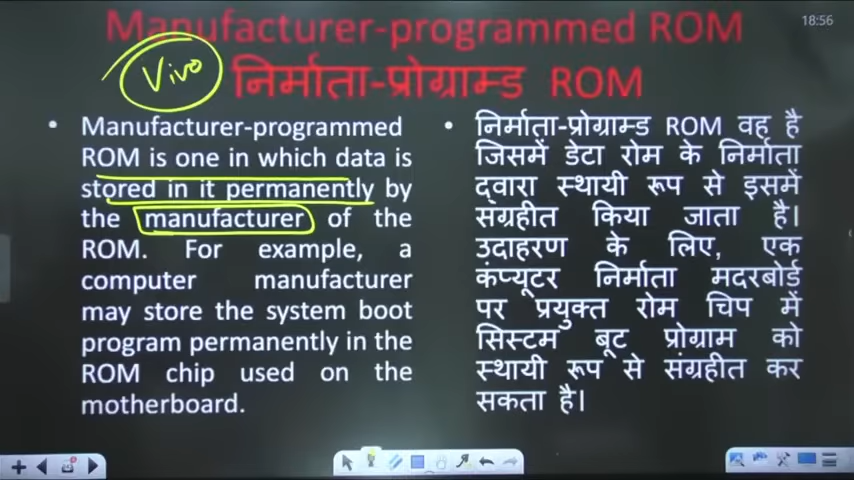 Manufacturer-programmed ROM
18:56
Vivo
निर्माता-प्रोग्राम्ड ROM
• Manufacturer-programmed
ROM is one in which data is
stored in it permanently by
the manufacturer of the
ROM. For example, a
computer manufacturer
may store the system boot
program permanently in the
ROM chip used on the
motherboard.
• निर्माता-प्रोग्राम्ड ROM वह है
जिसमें डेटा रोम के निर्माता
द्वारा स्थायी रूप से इसमें
संग्रहीत किया जाता है।
उदाहरण के लिए, एक
कंप्यूटर निर्माता मदरबोर्ड
पर प्रयुक्त रोम चिप में
सिस्टम बूट प्रोग्राम को
स्थायी रूप से संग्रहीत कर
सकता है।